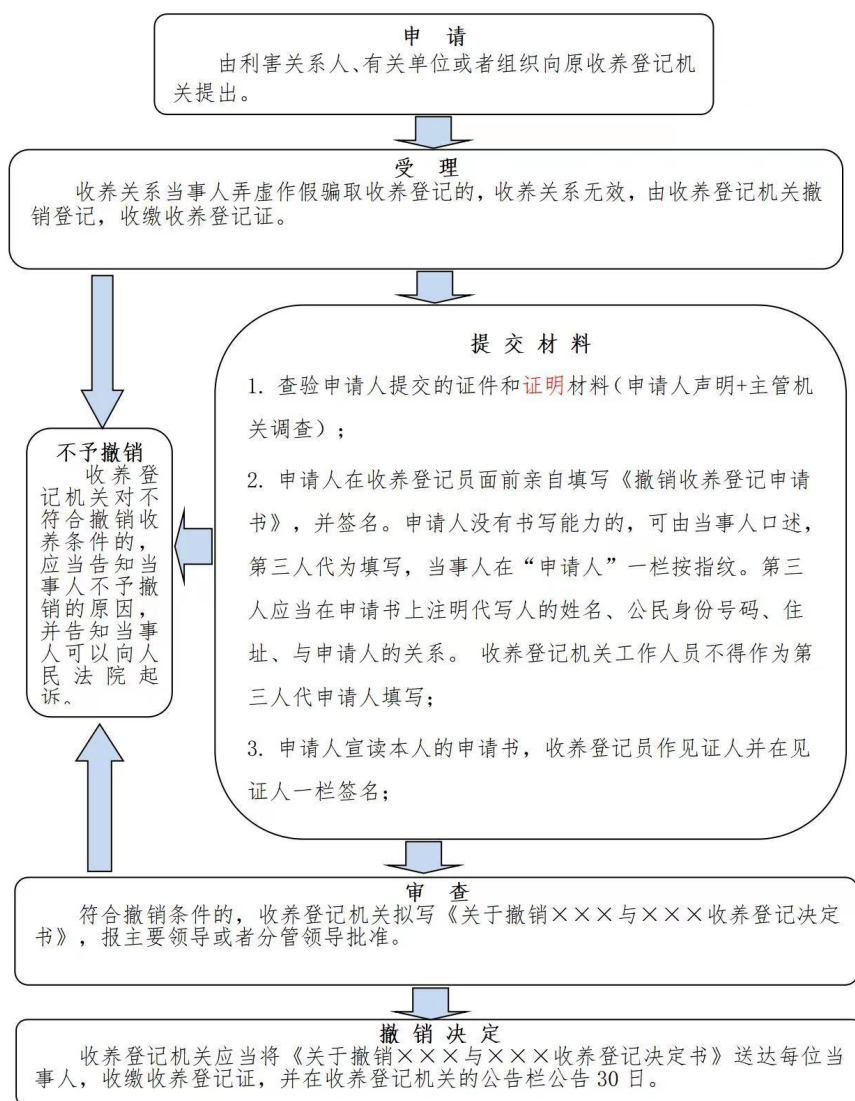 申 请
由利害关系人、有关单位或者组织向原收养登记机
关提出。
受 理
收养关系当事人弄虚作假骗取收养登记的，收养关系无效，由收养登记机关撤
销登记，收缴收养登记证。
提 交 材 料
1. 查验申请人提交的证件和证明材料（申请人声明+主管机
关调查）；
2. 申请人在收养登记员面前亲自填写《撤销收养登记申请
书》，并签名。申请人没有书写能力的，可由当事人口述，
第三人代为填写，当事人在“申请人”一栏按指纹。第三
人应当在申请书上注明代写人的姓名、公民身份号码、住
址、与申请人的关系。 收养登记机关工作人员不得作为第
三人代申请人填写；
3. 申请人宣读本人的申请书，收养登记员作见证人并在见
证人一栏签名；
不予撤销
收养登
记机关对不
符合撤销收
养条件的，
应当告知当
事人不予撤
销的原因，
并告知当事
人可以向人
民法院起
诉。
审 查
符合撤销条件的，收养登记机关拟写《关于撤销×××与×××收养登记决定
书》，报主要领导或者分管领导批准。
撤 销 决 定
收养登记机关应当将《关于撤销×××与×××收养登记决定书》送达每位当
事人，收缴收养登记证，并在收养登记机关的公告栏公告 30 日。